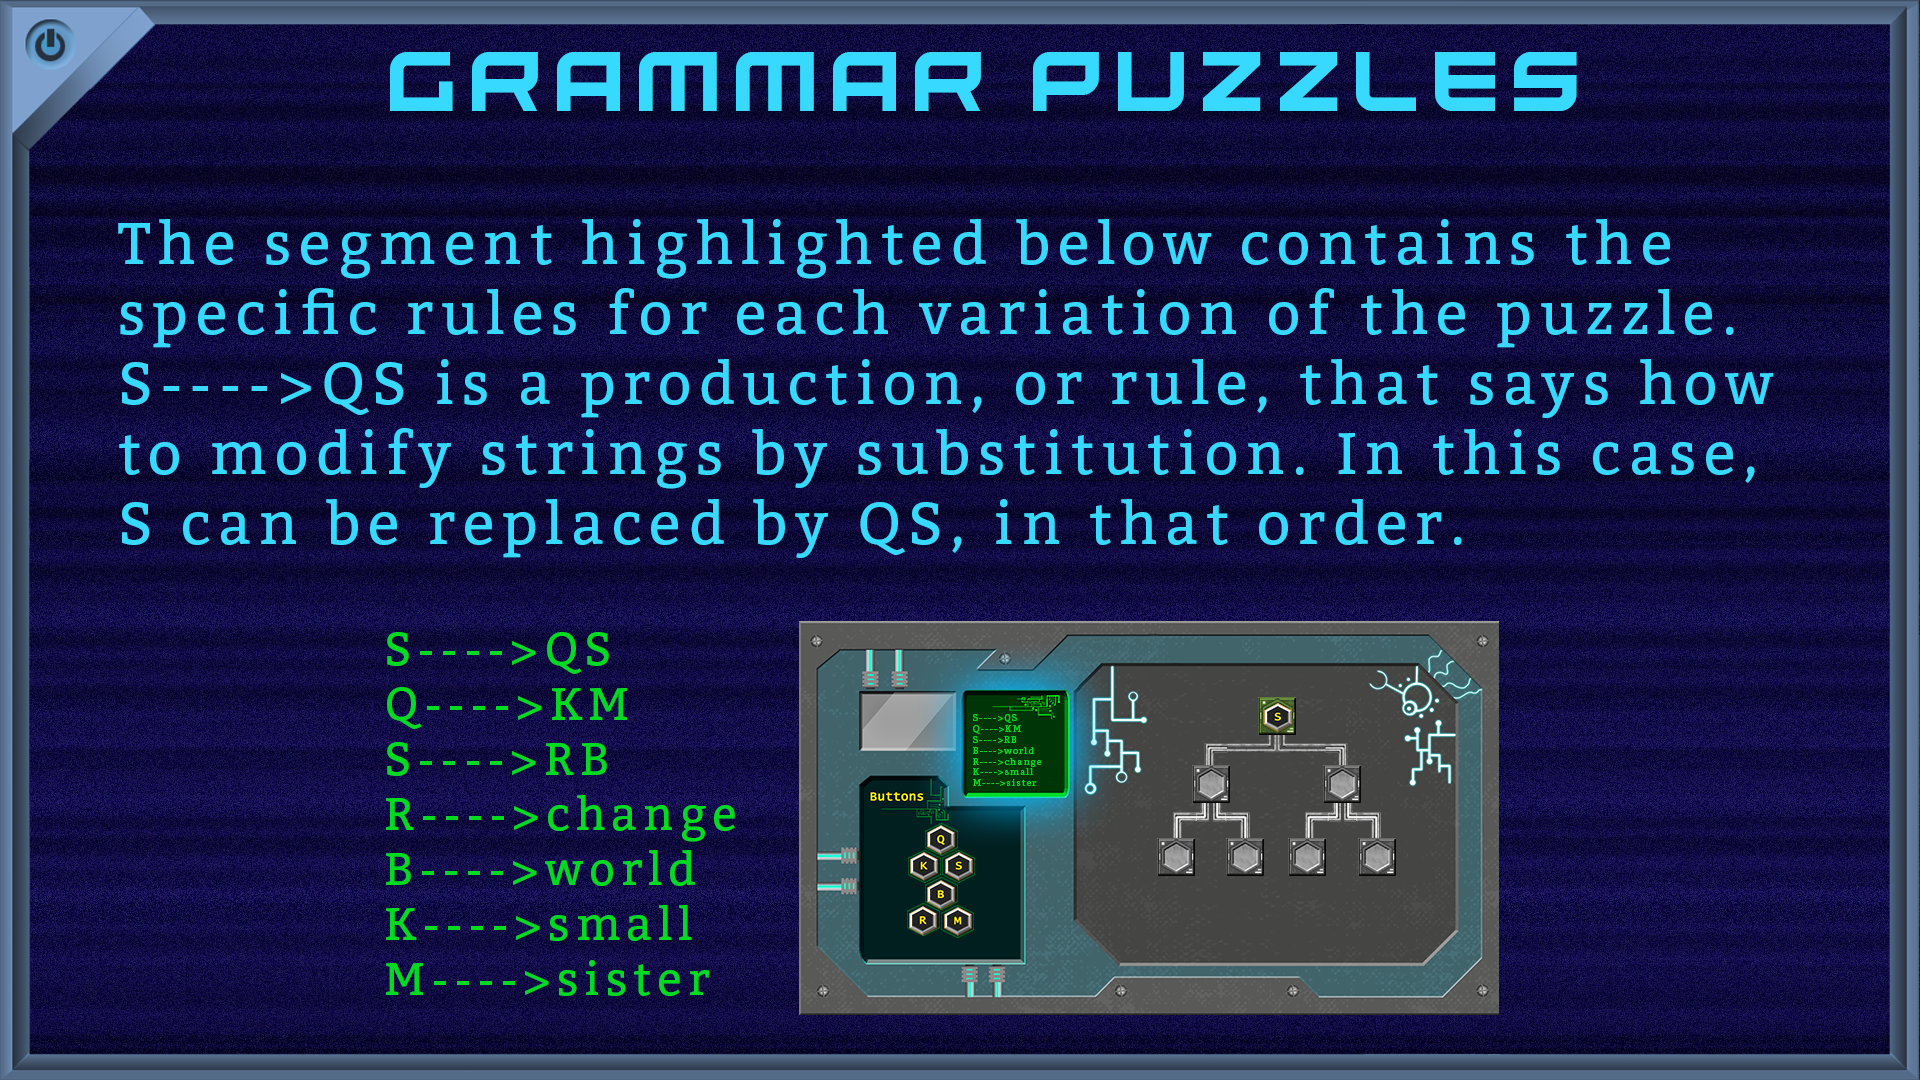 GRAMMAR PUZZLES
The segment highlighted below contains the
specific rules for each variation of the puzzle.
S---->QS is a production, or rule, that says how
to modify strings by substitution. In this case,
S can be replaced by QS, in that order.
S---->QS
Q---->KM
S---->RB
R---->change
B---->world
K---->small
M---->sister
S---->QS
Q---->KM
S---->RB
B---->world
R---->change
K---->small
M---->sister
S
Buttons
Q
K S
B
R M